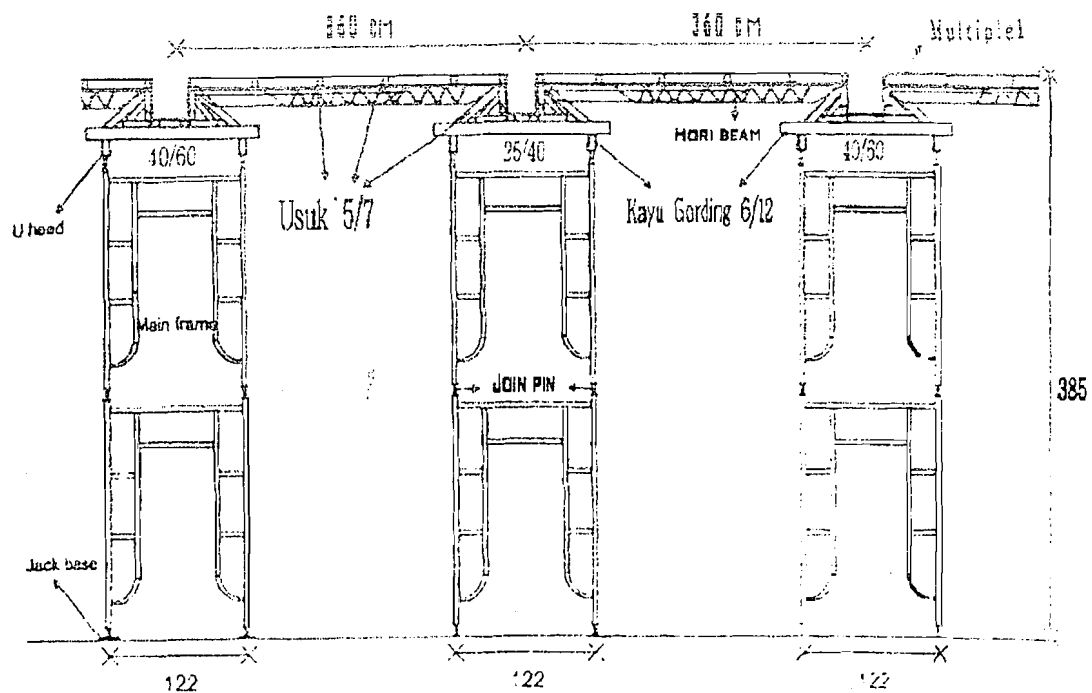 360 cm
360 cm
Multiplex
HORI BEAM
40/60
25/40
40/60
Usuk 5/7
Kayu Gording 6/12
U head
Main frame
JOIN PIN
385
Jack base
122
122
122